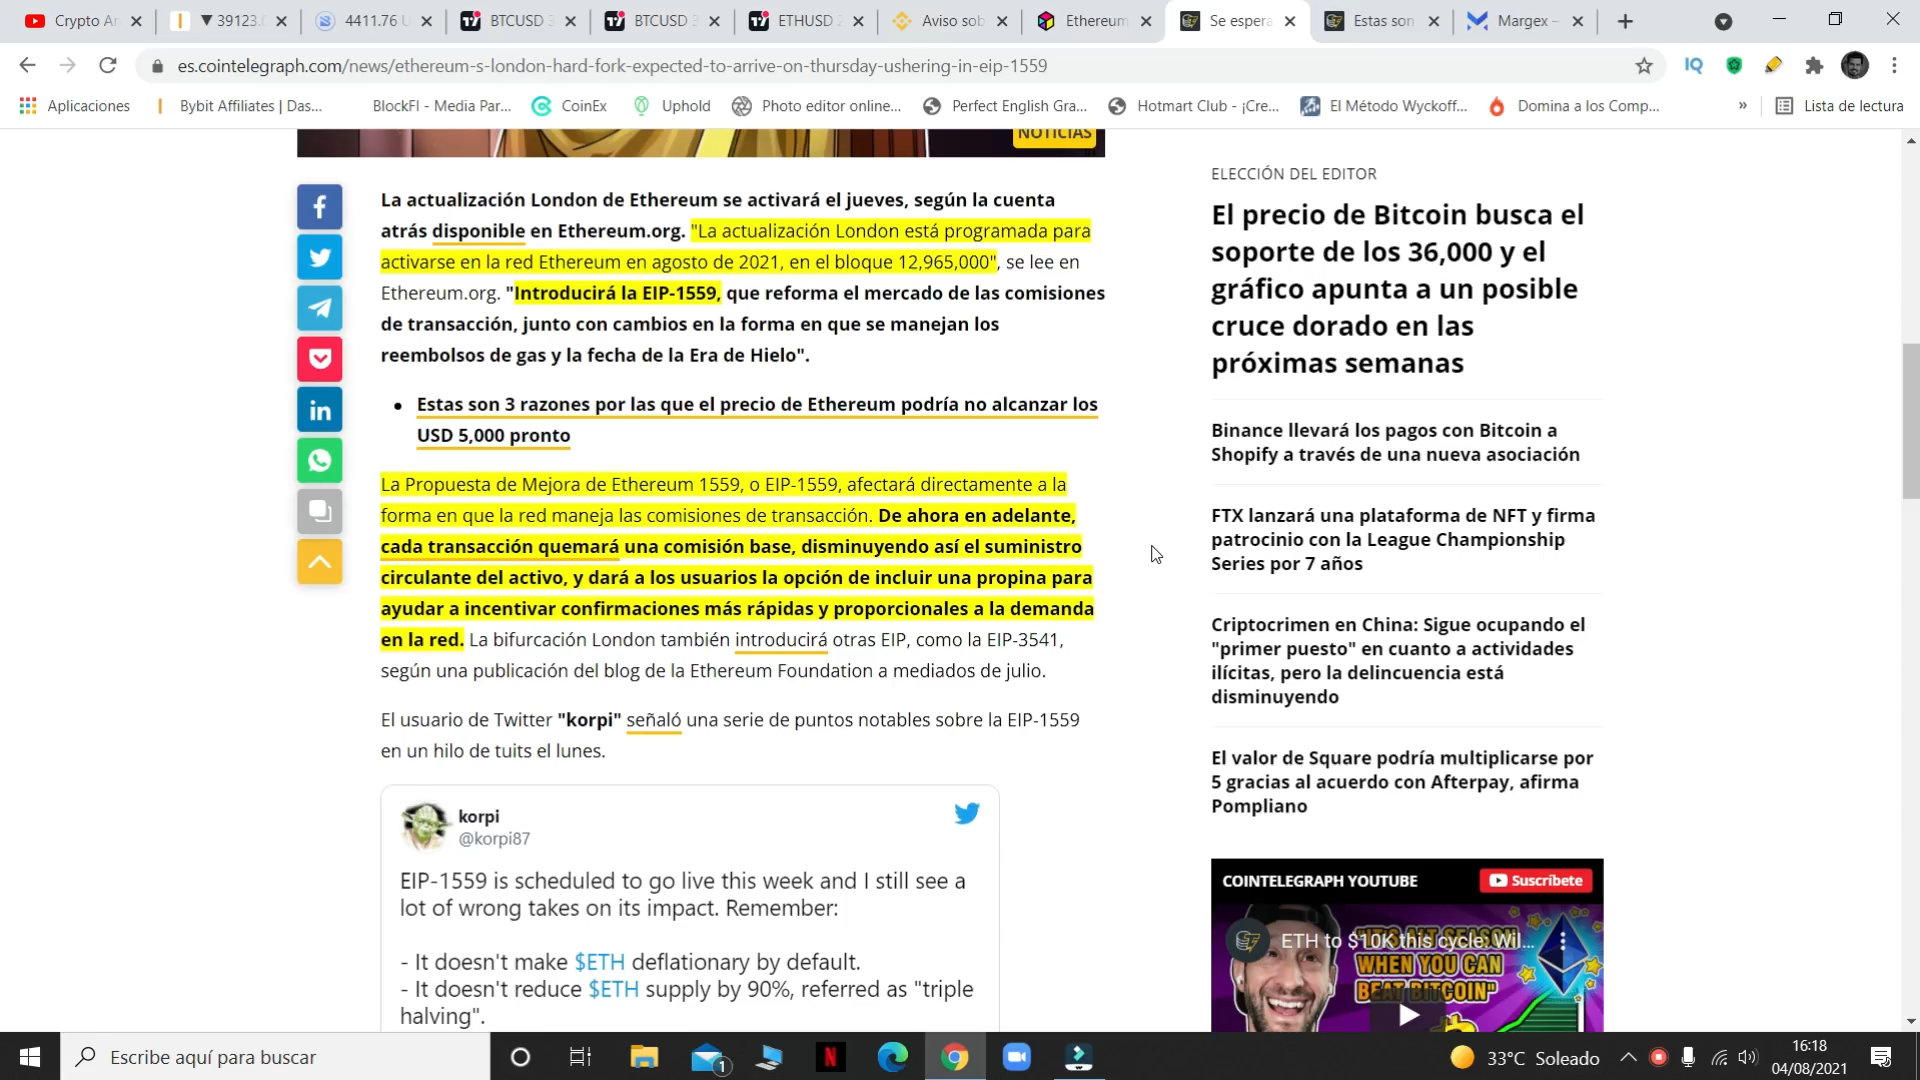 Crypto An
▼ 39123.
4411.76 U
BTCUSD 3
BTCUSD 3
ETHUSD 2
Aviso sob
Ethereum
Se espera
Estas son
Margex –
es.cointelegraph.com/news/ethereum-s-london-hard-fork-expected-to-arrive-on-thursday-ushering-in-eip-1559
IQ
Aplicaciones
Bybit Affiliates | Das...
BlockFI - Media Par...
CoinEx
Uphold
Photo editor online...
Perfect English Gra...
Hotmart Club - ¡Cre...
El Método Wyckoff...
Domina a los Comp...
»
Lista de lectura
NOTICIAS
La actualización London de Ethereum se activará el jueves, según la cuenta
atrás disponible en Ethereum.org. "La actualización London está programada para
activarse en la red Ethereum en agosto de 2021, en el bloque 12,965,000", se lee en
Ethereum.org. "Introducirá la EIP-1559, que reforma el mercado de las comisiones
de transacción, junto con cambios en la forma en que se manejan los
reembolsos de gas y la fecha de la Era de Hielo".
• Estas son 3 razones por las que el precio de Ethereum podría no alcanzar los
USD 5,000 pronto
La Propuesta de Mejora de Ethereum 1559, o EIP-1559, afectará directamente a la
forma en que la red maneja las comisiones de transacción. De ahora en adelante,
cada transacción quemará una comisión base, disminuyendo así el suministro
circulante del activo, y dará a los usuarios la opción de incluir una propina para
ayudar a incentivar confirmaciones más rápidas y proporcionales a la demanda
en la red. La bifurcación London también introducirá otras EIP, como la EIP-3541,
según una publicación del blog de la Ethereum Foundation a mediados de julio.
El usuario de Twitter "korpi" señaló una serie de puntos notables sobre la EIP-1559
en un hilo de tuits el lunes.
korpi
@korpi87
EIP-1559 is scheduled to go live this week and I still see a
lot of wrong takes on its impact. Remember:
- It doesn't make $ETH deflationary by default.
- It doesn't reduce $ETH supply by 90%, referred as "triple
halving".
ELECCIÓN DEL EDITOR
El precio de Bitcoin busca el
soporte de los 36,000 y el
gráfico apunta a un posible
cruce dorado en las
próximas semanas
Binance llevará los pagos con Bitcoin a
Shopify a través de una nueva asociación
FTX lanzará una plataforma de NFT y firma
patrocinio con la League Championship
Series por 7 años
Criptocrimen en China: Sigue ocupando el
"primer puesto" en cuanto a actividades
ilícitas, pero la delincuencia está
disminuyendo
El valor de Square podría multiplicarse por
5 gracias al acuerdo con Afterpay, afirma
Pompliano
COINTELEGRAPH YOUTUBE
Suscríbete
ETH to $10K this cycle. Wil...
"IT'S ALT SEASON
WHEN YOU CAN
BEAT BITCOIN"
Escribe aquí para buscar
1
33°C Soleado
16:18
04/08/2021